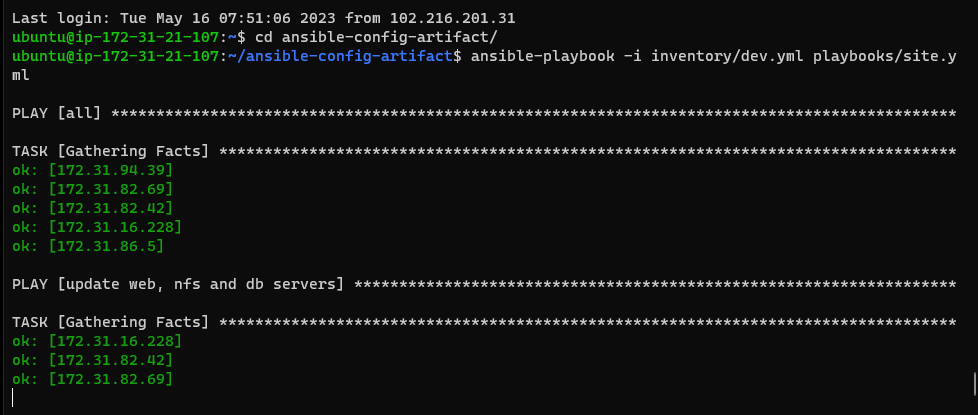 Last login: Tue May 16 07:51:06 2023 from 102.216.201.31
ubuntu@ip-172-31-21-107:~$ cd ansible-config-artifact/
ubuntu@ip-172-31-21-107:~/ansible-config-artifact$ ansible-playbook -i inventory/dev.yml playbooks/site.y
ml
PLAY [all] **********************************************************************************************
TASK [Gathering Facts] **********************************************************************************
ok: [172.31.94.39]
ok: [172.31.82.69]
ok: [172.31.82.42]
ok: [172.31.16.228]
ok: [172.31.86.5]
PLAY [update web, nfs and db servers] *******************************************************************
TASK [Gathering Facts] **********************************************************************************
ok: [172.31.16.228]
ok: [172.31.82.42]
ok: [172.31.82.69]